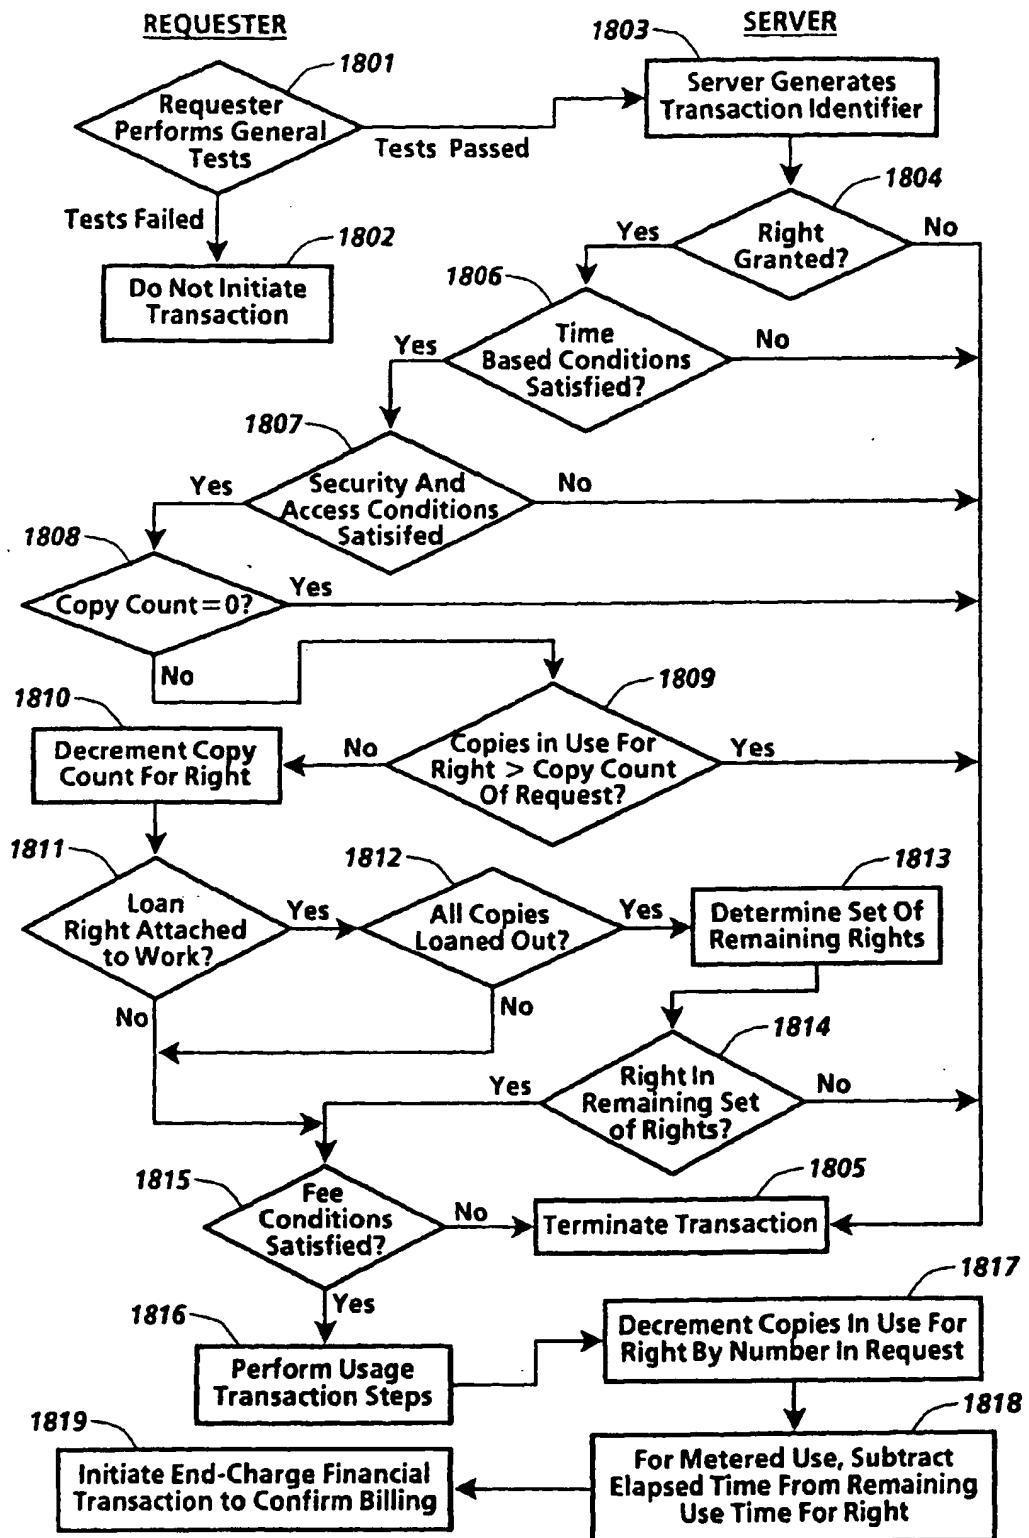 REQUESTER
SERVER
1801
Requester
Performs General
Tests
Tests Passed
Tests Failed
1802
Do Not Initiate
Transaction
1803
Server Generates
Transaction Identifier
1804
Right
Granted?
Yes
No
1806
Time
Based Conditions
Satisfied?
Yes
No
1807
Security And
Access Conditions
Satisifed
Yes
No
1808
Copy Count=0?
Yes
No
1809
Copies in Use For
Right > Copy Count
Of Request?
No
Yes
1810
Decrement Copy
Count For Right
1811
Loan
Right Attached
to Work?
Yes
No
1812
All Copies
Loaned Out?
Yes
No
1813
Determine Set Of
Remaining Rights
1814
Right In
Remaining Set
of Rights?
Yes
No
1815
Fee
Conditions
Satisfied?
No
Yes
1805
Terminate Transaction
1816
Perform Usage
Transaction Steps
1817
Decrement Copies In Use For
Right By Number In Request
1818
For Metered Use, Subtract
Elapsed Time From Remaining
Use Time For Right
1819
Initiate End-Charge Financial
Transaction to Confirm Billing